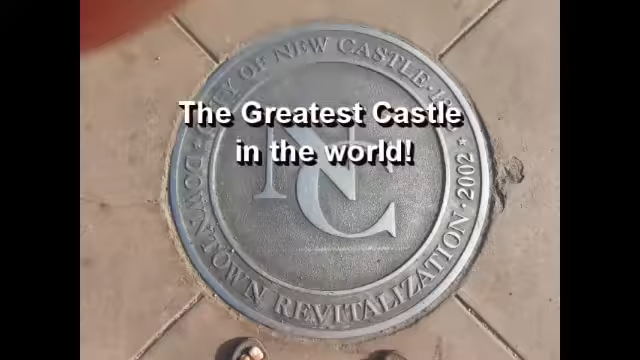 The Greatest Castle
in the world!
CITY OF NEW CASTLE
DOWNTOWN REVITALIZATION • 2002 ★
NC